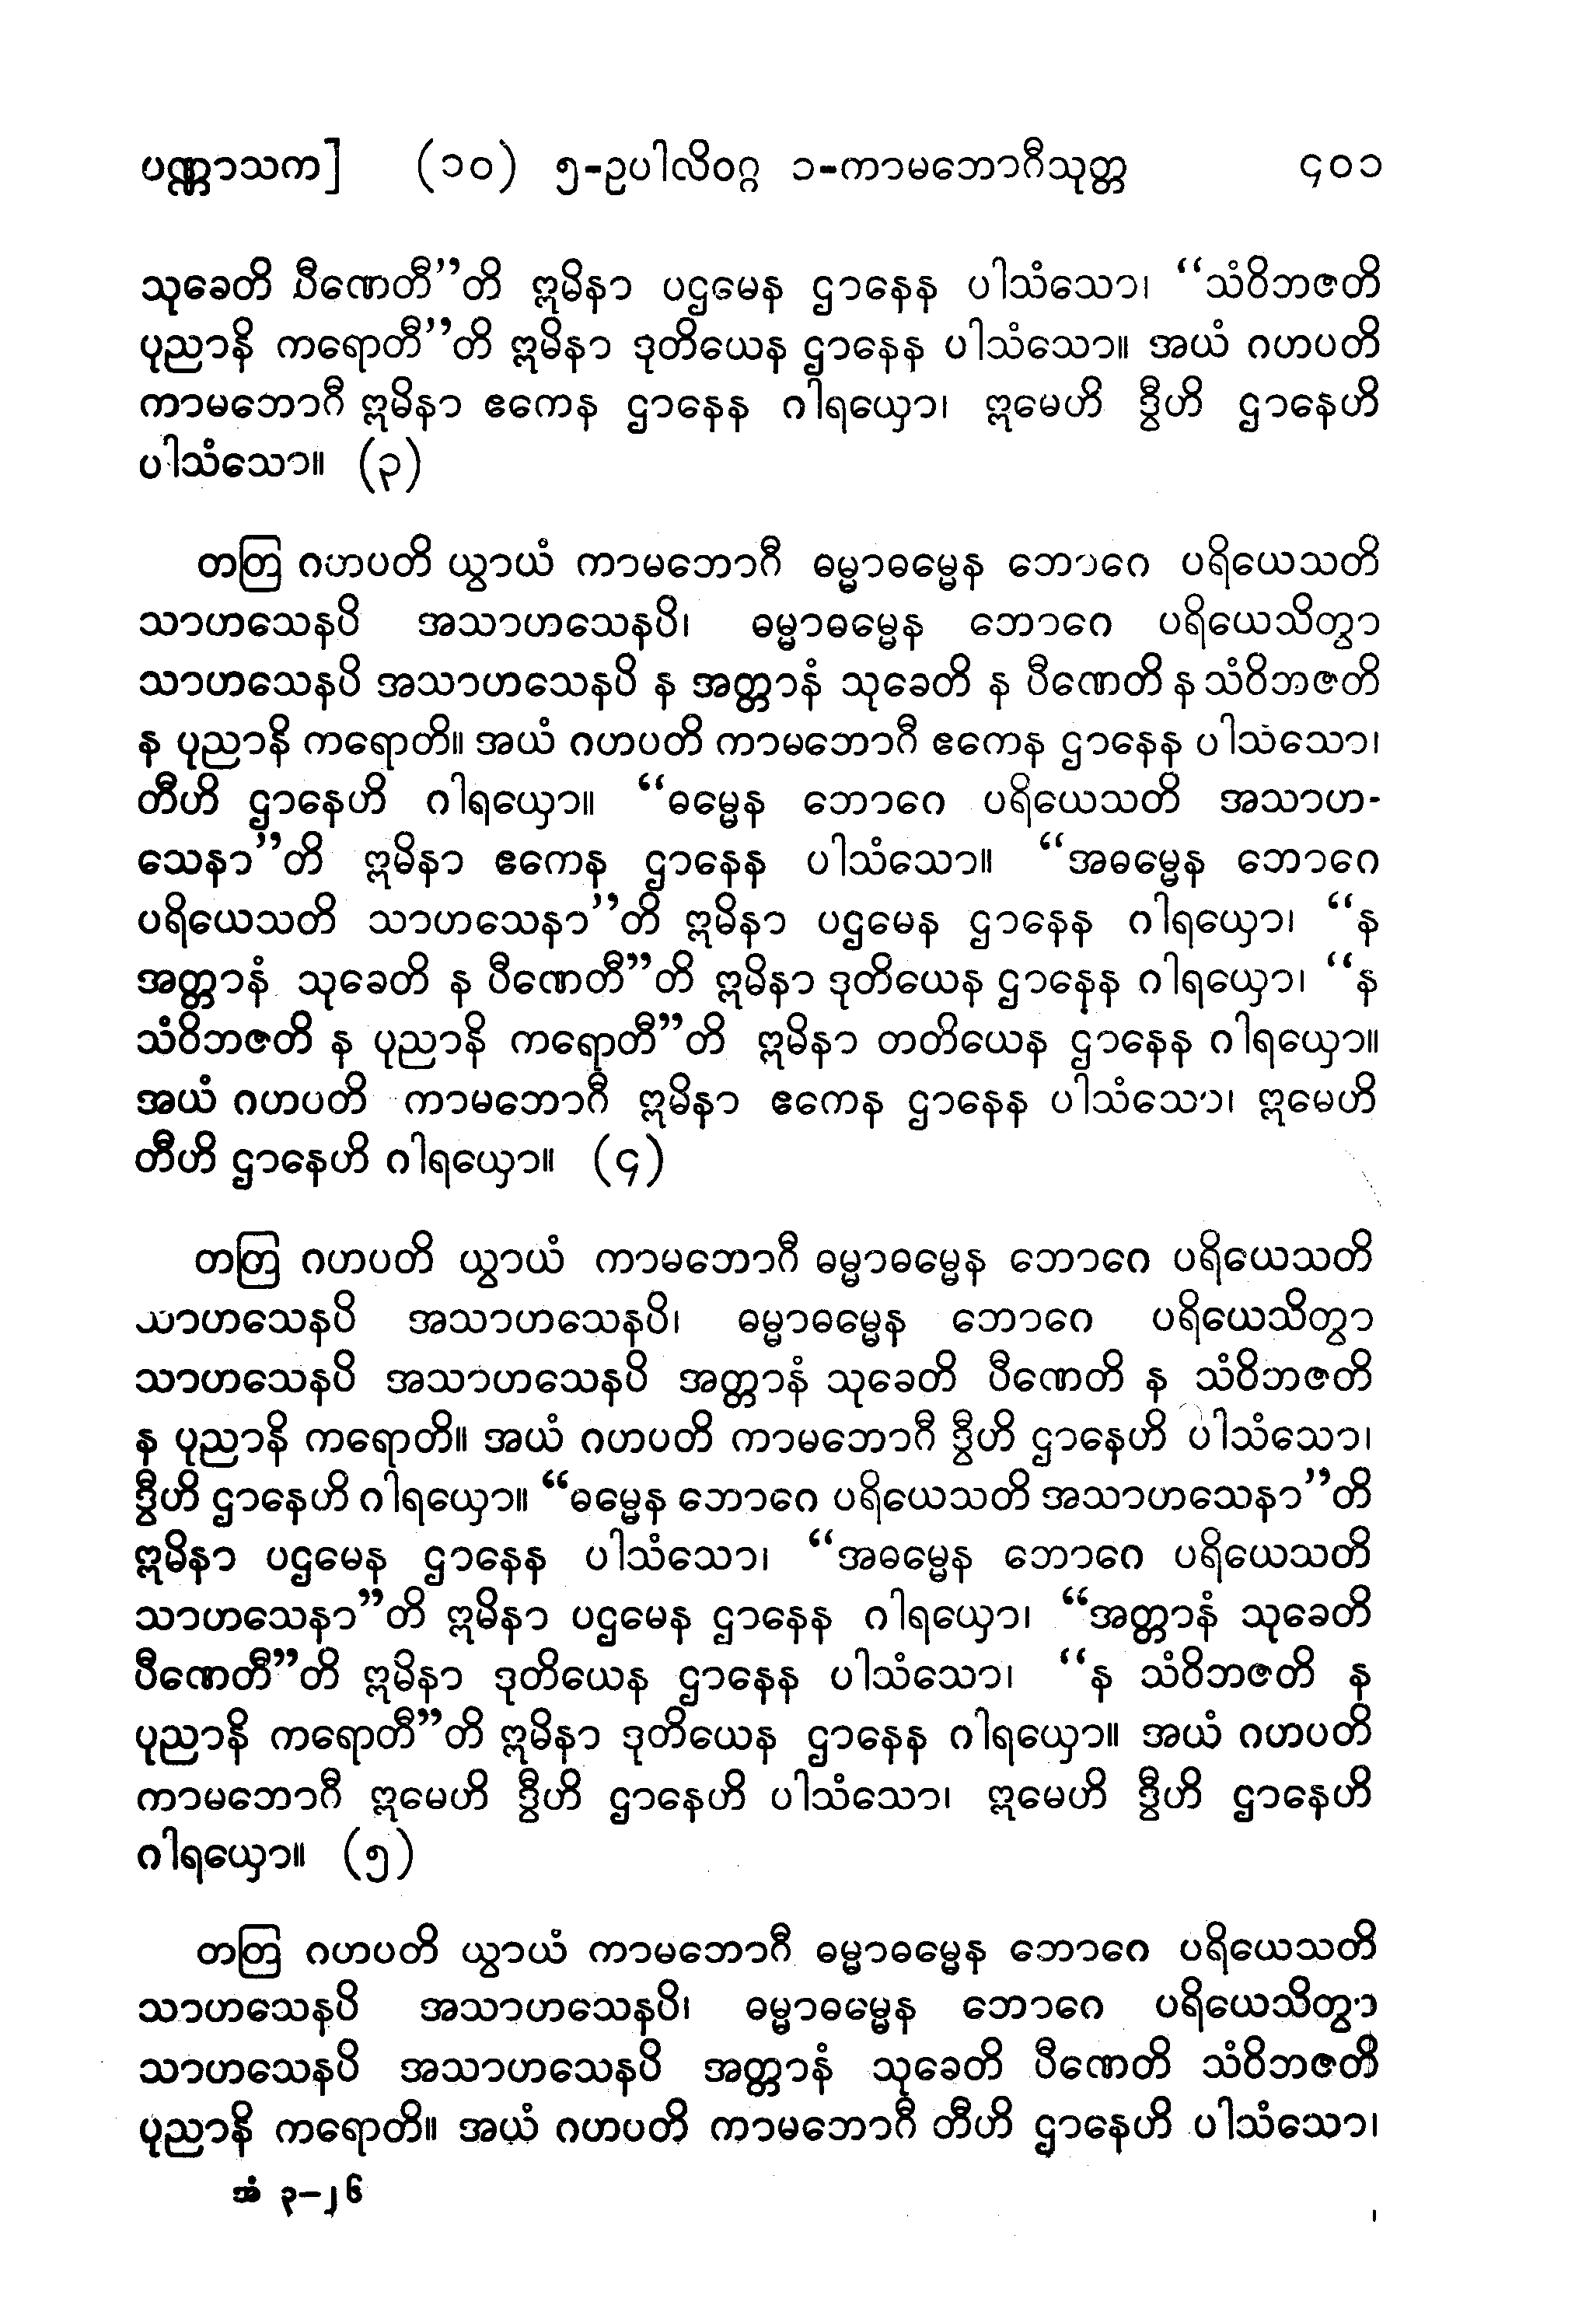 ပဏ္ဏာသက] (၁၀) ၅-ဥပါလိဝဂ္ဂ ၁-ကာမဘောဂီသုတ္တ ၄၀၁
သုခေတိ ပီဏေတီ”တိ ဣမိနာ ပဌမေန ဌာနေန ပါသံသော၊ “သံဝိဘဇတိ
ပုညာနိ ကရောတီ”တိ ဣမိနာ ဒုတိယေန ဌာနေန ပါသံသော။ အယံ ဂဟပတိ
ကာမဘောဂီ ဣမိနာ ဧကေန ဌာနေန ဂါရယှော၊ ဣမေဟိ ဒွီဟိ ဌာနေဟိ
ပါသံသော။ (၃)
တတြ ဂဟပတိ ယွာယံ ကာမဘောဂီ ဓမ္မာဓမ္မေန ဘောဂေ ပရိယေသတိ
သာဟသေနပိ အသာဟသေနပိ၊ ဓမ္မာဓမ္မေန ဘောဂေ ပရိယေသိတွာ
သာဟသေနပိ အသာဟသေနပိ န အတ္တာနံ သုခေတိ န ပီဏေတိ န သံဝိဘဇတိ
န ပုညာနိ ကရောတိ။ အယံ ဂဟပတိ ကာမဘောဂီ ဧကေန ဌာနေန ပါသံသော၊
တီဟိ ဌာနေဟိ ဂါရယှော။ “ဓမ္မေန ဘောဂေ ပရိယေသတိ အသာဟ-
သေနာ”တိ ဣမိနာ ဧကေန ဌာနေန ပါသံသော။ “အဓမ္မေန ဘောဂေ
ပရိယေသတိ သာဟသေနာ”တိ ဣမိနာ ပဌမေန ဌာနေန ဂါရယှော၊ “န
အတ္တာနံ သုခေတိ န ပီဏေတီ”တိ ဣမိနာ ဒုတိယေန ဌာနေန ဂါရယှော၊ “န
သံဝိဘဇတိ န ပုညာနိ ကရောတီ”တိ ဣမိနာ တတိယေန ဌာနေန ဂါရယှော။
အယံ ဂဟပတိ ကာမဘောဂီ ဣမိနာ ဧကေန ဌာနေန ပါသံသော၊ ဣမေဟိ
တီဟိ ဌာနေဟိ ဂါရယှော။ (၄)
တတြ ဂဟပတိ ယွာယံ ကာမဘောဂီ ဓမ္မာဓမ္မေန ဘောဂေ ပရိယေသတိ
သာဟသေနပိ အသာဟသေနပိ၊ ဓမ္မာဓမ္မေန ဘောဂေ ပရိယေသိတွာ
သာဟသေနပိ အသာဟသေနပိ အတ္တာနံ သုခေတိ ပီဏေတိ န သံဝိဘဇတိ
န ပုညာနိ ကရောတိ။ အယံ ဂဟပတိ ကာမဘောဂီ ဒွီဟိ ဌာနေဟိ ပါသံသော၊
ဒွီဟိ ဌာနေဟိ ဂါရယှော။ “ဓမ္မေန ဘောဂေ ပရိယေသတိ အသာဟသေနာ”တိ
ဣမိနာ ပဌမေန ဌာနေန ပါသံသော၊ “အဓမ္မေန ဘောဂေ ပရိယေသတိ
သာဟသေနာ”တိ ဣမိနာ ပဌမေန ဌာနေန ဂါရယှော၊ “အတ္တာနံ သုခေတိ
ပီဏေတီ”တိ ဣမိနာ ဒုတိယေန ဌာနေန ပါသံသော၊ “န သံဝိဘဇတိ န
ပုညာနိ ကရောတီ”တိ ဣမိနာ ဒုတိယေန ဌာနေန ဂါရယှော။ အယံ ဂဟပတိ
ကာမဘောဂီ ဣမေဟိ ဒွီဟိ ဌာနေဟိ ပါသံသော၊ ဣမေဟိ ဒွီဟိ ဌာနေဟိ
ဂါရယှော။ (၅)
တတြ ဂဟပတိ ယွာယံ ကာမဘောဂီ ဓမ္မာဓမ္မေန ဘောဂေ ပရိယေသတိ
သာဟသေနပိ အသာဟသေနပိ၊ ဓမ္မာဓမ္မေန ဘောဂေ ပရိယေသိတွာ
သာဟသေနပိ အသာဟသေနပိ အတ္တာနံ သုခေတိ ပီဏေတိ သံဝိဘဇတိ
ပုညာနိ ကရောတိ။ အယံ ဂဟပတိ ကာမဘောဂီ တီဟိ ဌာနေဟိ ပါသံသော၊
အံ ၃-၂၆